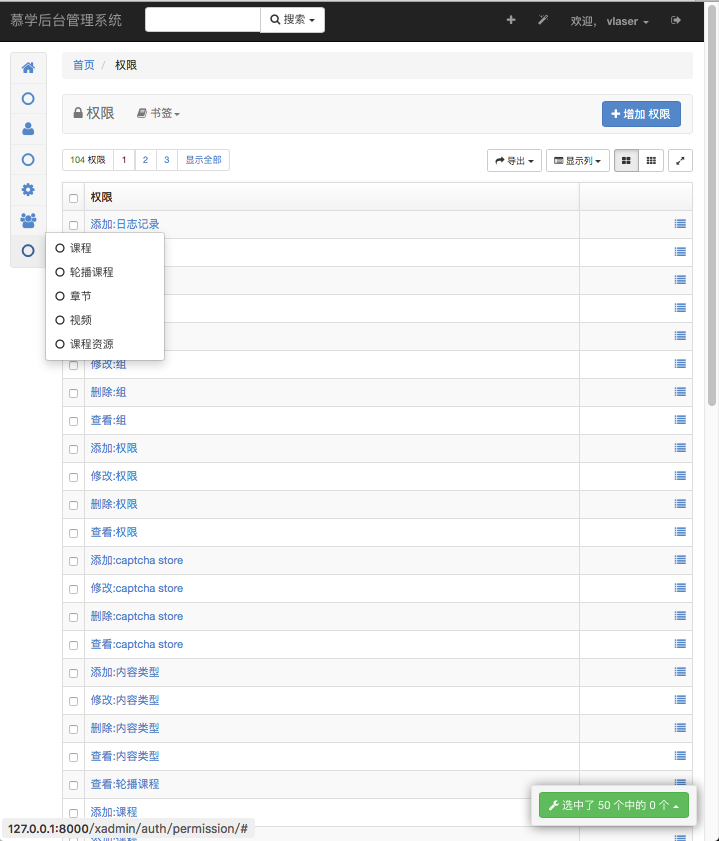 慕学后台管理系统 搜索 欢迎, vlaser
首页 / 权限
权限 书签 增加 权限
104 权限 1 2 3 显示全部 导出 显示列
权限
添加:日志记录
课程
轮播课程
章节
视频
课程资源
修改:组
删除:组
查看:组
添加:权限
修改:权限
删除:权限
查看:权限
添加:captcha store
修改:captcha store
删除:captcha store
查看:captcha store
添加:内容类型
修改:内容类型
删除:内容类型
查看:内容类型
查看:轮播课程
选中了 50 个中的 0 个
添加:课程
127.0.0.1:8000/xadmin/auth/permission/#